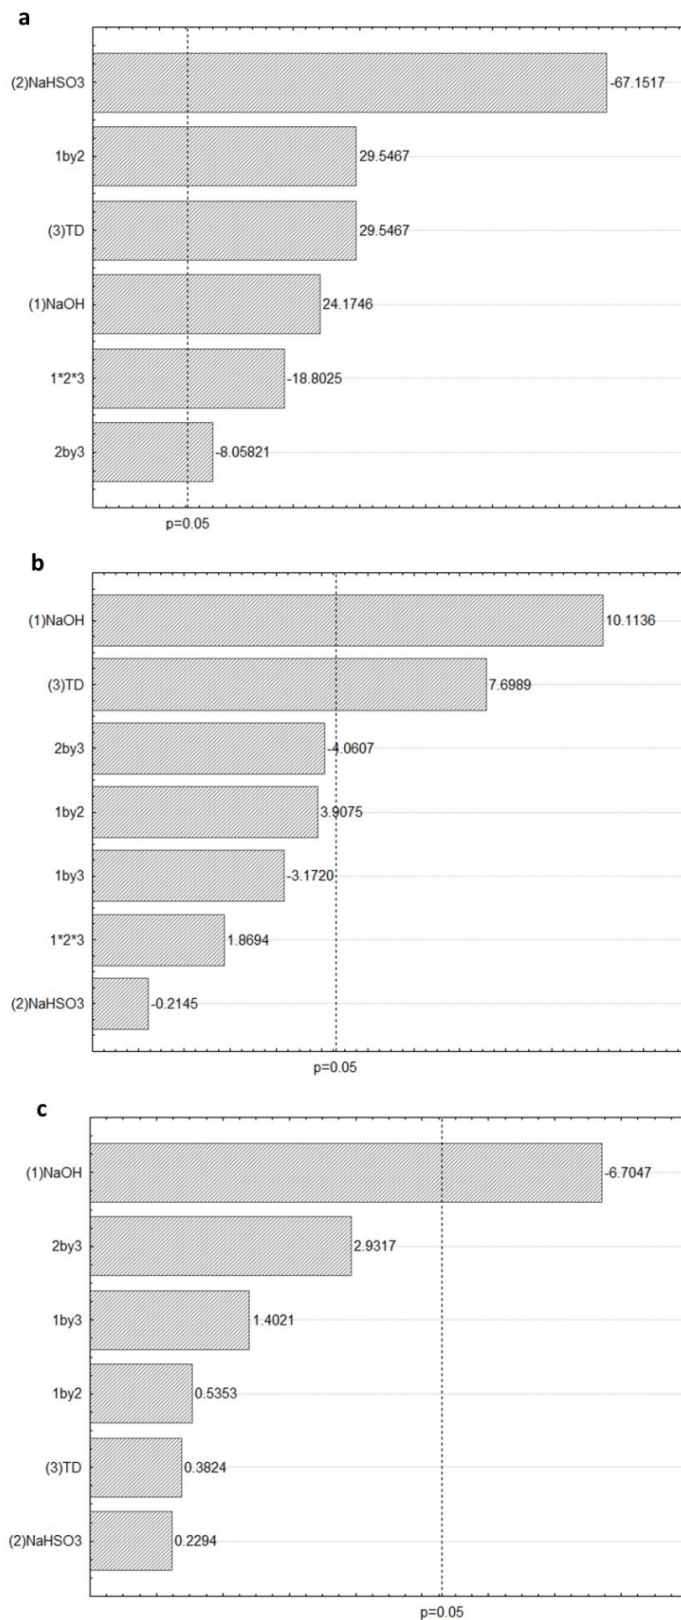 a
(2)NaHSO3 -67.1517
1by2 29.5467
(3)TD 29.5467
(1)NaOH 24.1746
1*2*3 -18.8025
2by3 -8.05821
p=0.05
b
(1)NaOH 10.1136
(3)TD 7.6989
2by3 -4.0607
1by2 3.9075
1by3 -3.1720
1*2*3 1.8694
(2)NaHSO3 -0.2145
p=0.05
c
(1)NaOH -6.7047
2by3 2.9317
1by3 1.4021
1by2 0.5353
(3)TD 0.3824
(2)NaHSO3 0.2294
p=0.05